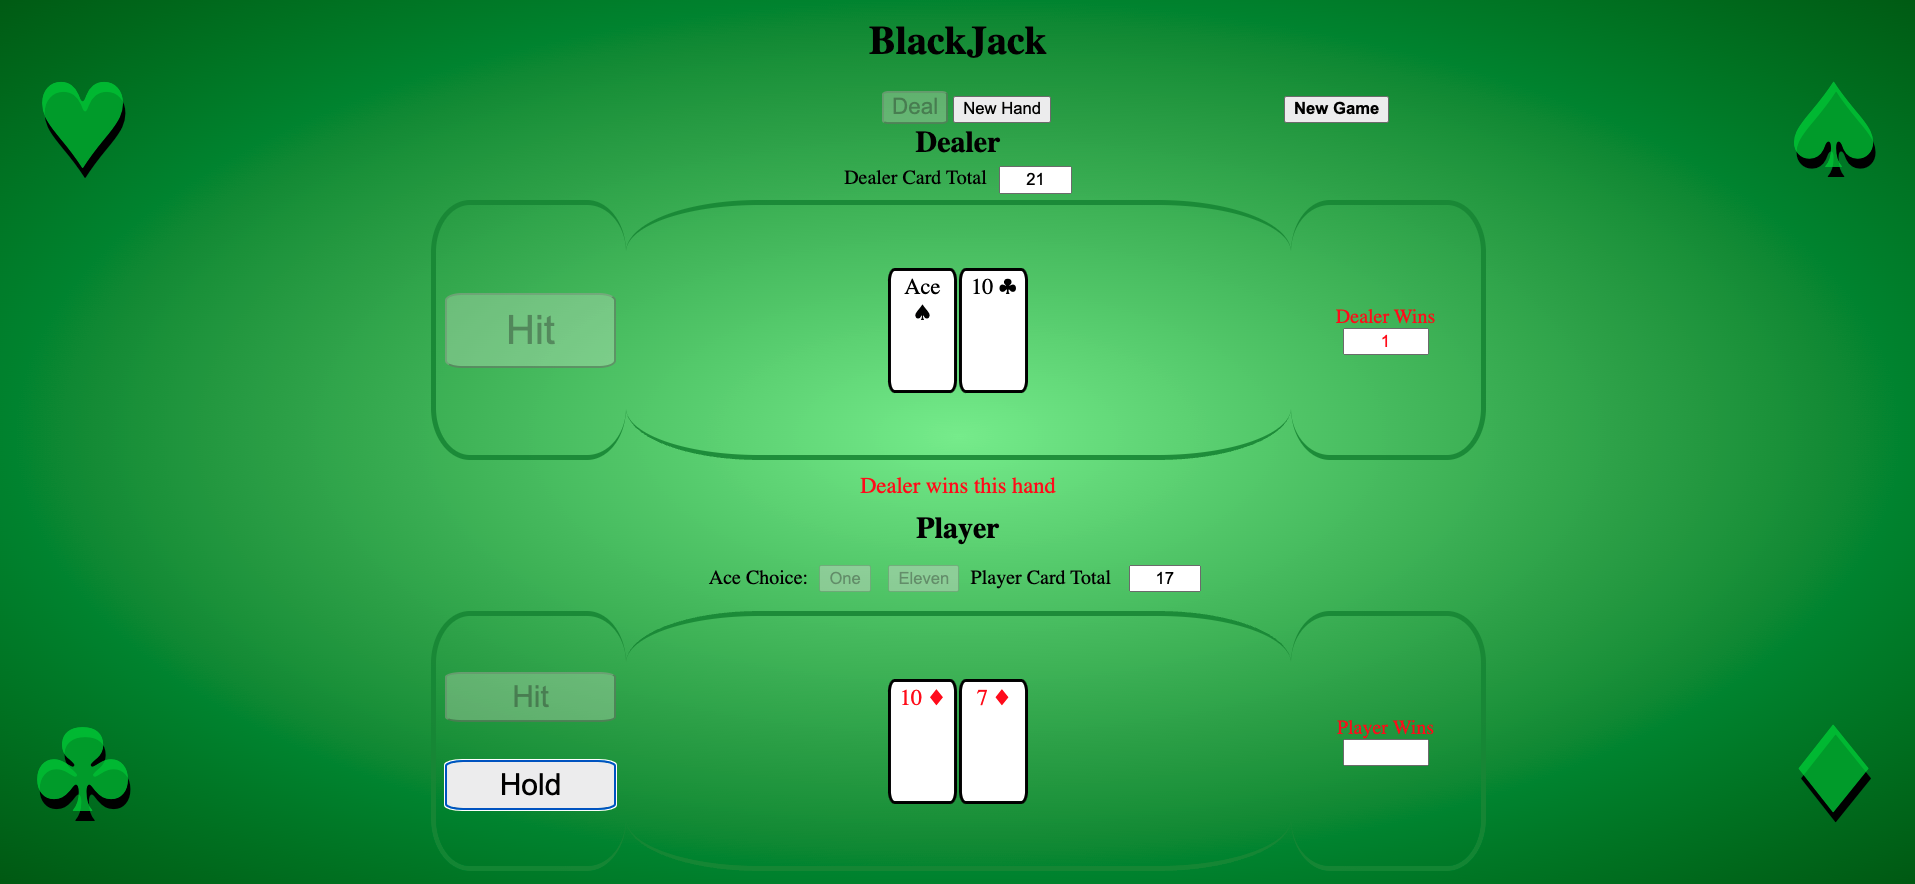 BlackJack
Deal New Hand New Game
Dealer
Dealer Card Total 21
Ace ♠ 10 ♣
Hit
Dealer Wins
1
Dealer wins this hand
Player
Ace Choice: One Eleven Player Card Total 17
10 ♦ 7 ♦
Hit
Player Wins
Hold